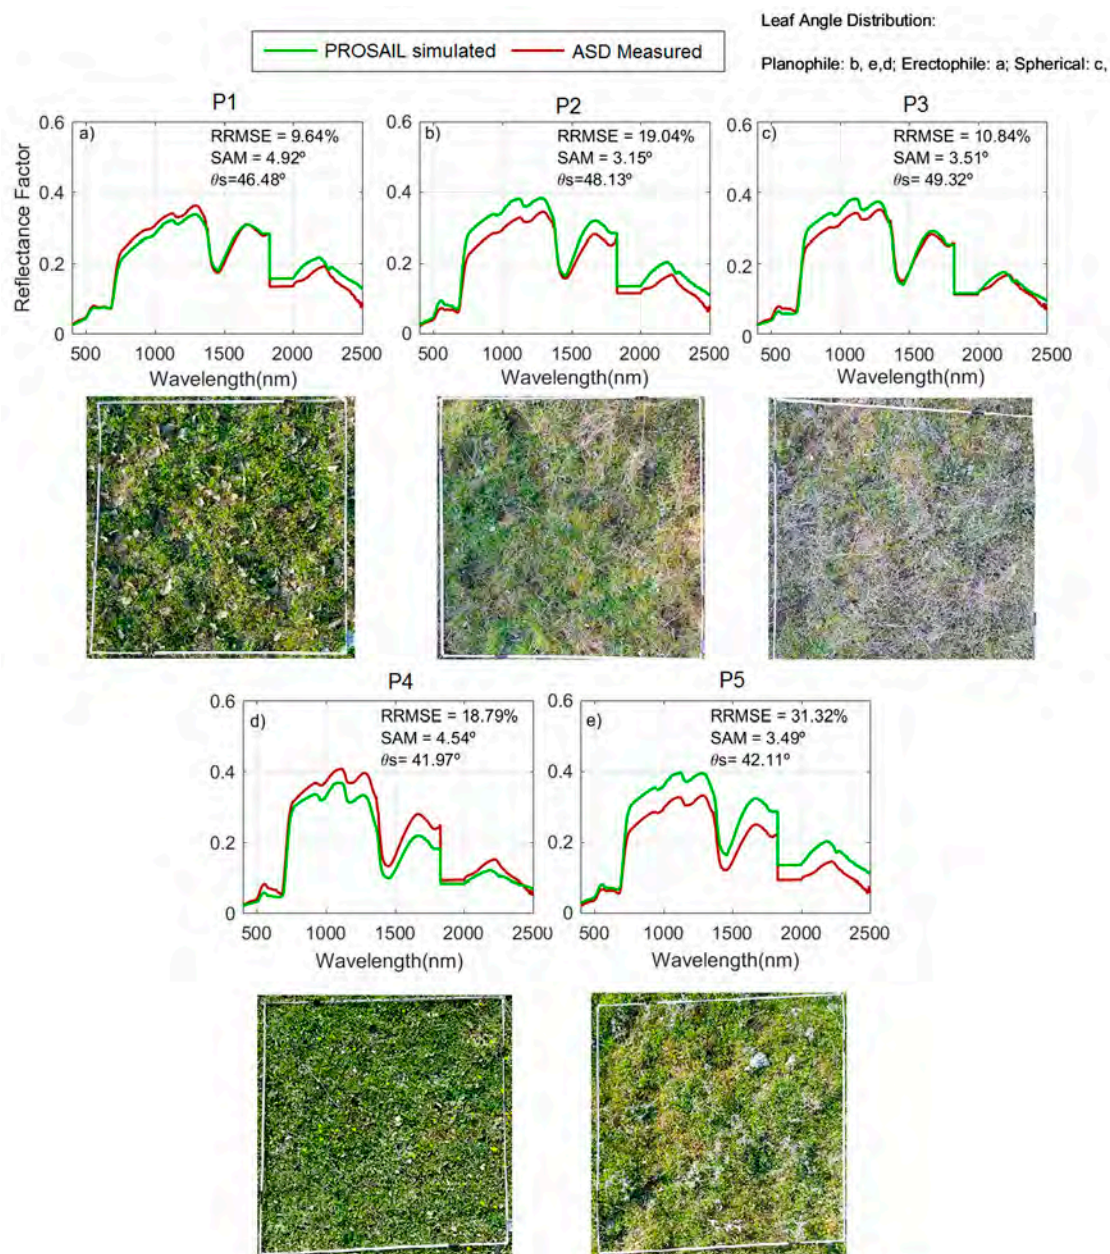 Leaf Angle Distribution:
PROSAIL simulated
ASD Measured
Planophile: b, e,d; Erectophile: a; Spherical: c,
P1
P2
P3
0.6
a)
RRMSE = 9.64%
SAM = 4.92º
θs=46.48º
0.4
0.2
0
Reflectance Factor
500
1000
1500
2000
2500
Wavelength(nm)
0.6
b)
RRMSE = 19.04%
SAM = 3.15º
θs=48.13º
0.4
0.2
0
500
1000
1500
2000
2500
Wavelength(nm)
0.6
c)
RRMSE = 10.84%
SAM = 3.51º
θs= 49.32º
0.4
0.2
0
500
1000
1500
2000
2500
Wavelength(nm)
P4
P5
0.6
d)
RRMSE = 18.79%
SAM = 4.54º
θs= 41.97º
0.4
0.2
0
500
1000
1500
2000
2500
Wavelength(nm)
0.6
e)
RRMSE = 31.32%
SAM = 3.49º
θs= 42.11º
0.4
0.2
0
500
1000
1500
2000
2500
Wavelength(nm)